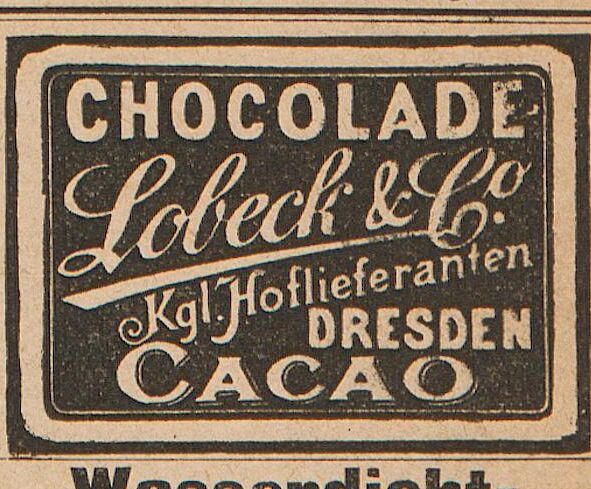 CHOCOLADE
Lobeck & Co.
Kgl. Hoflieferanten
DRESDEN
CACAO